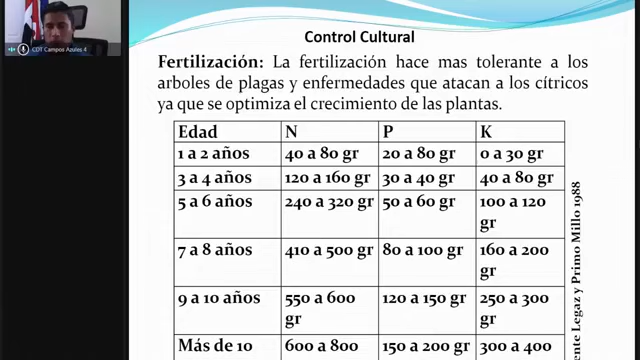 CDT Campos Azules 4
Control Cultural
Fertilización: La fertilización hace mas tolerante a los
arboles de plagas y enfermedades que atacan a los cítricos
ya que se optimiza el crecimiento de las plantas.
Edad N P K
1 a 2 años 40 a 80 gr 20 a 80 gr 0 a 30 gr
3 a 4 años 120 a 160 gr 30 a 40 gr 40 a 80 gr
5 a 6 años 240 a 320 gr 50 a 60 gr 100 a 120
gr
7 a 8 años 410 a 500 gr 80 a 100 gr 160 a 200
gr
9 a 10 años 550 a 600 120 a 150 gr 250 a 300
gr gr
Más de 10 600 a 800 150 a 200 gr 300 a 400
ente Legaz y Primo Millo 1988